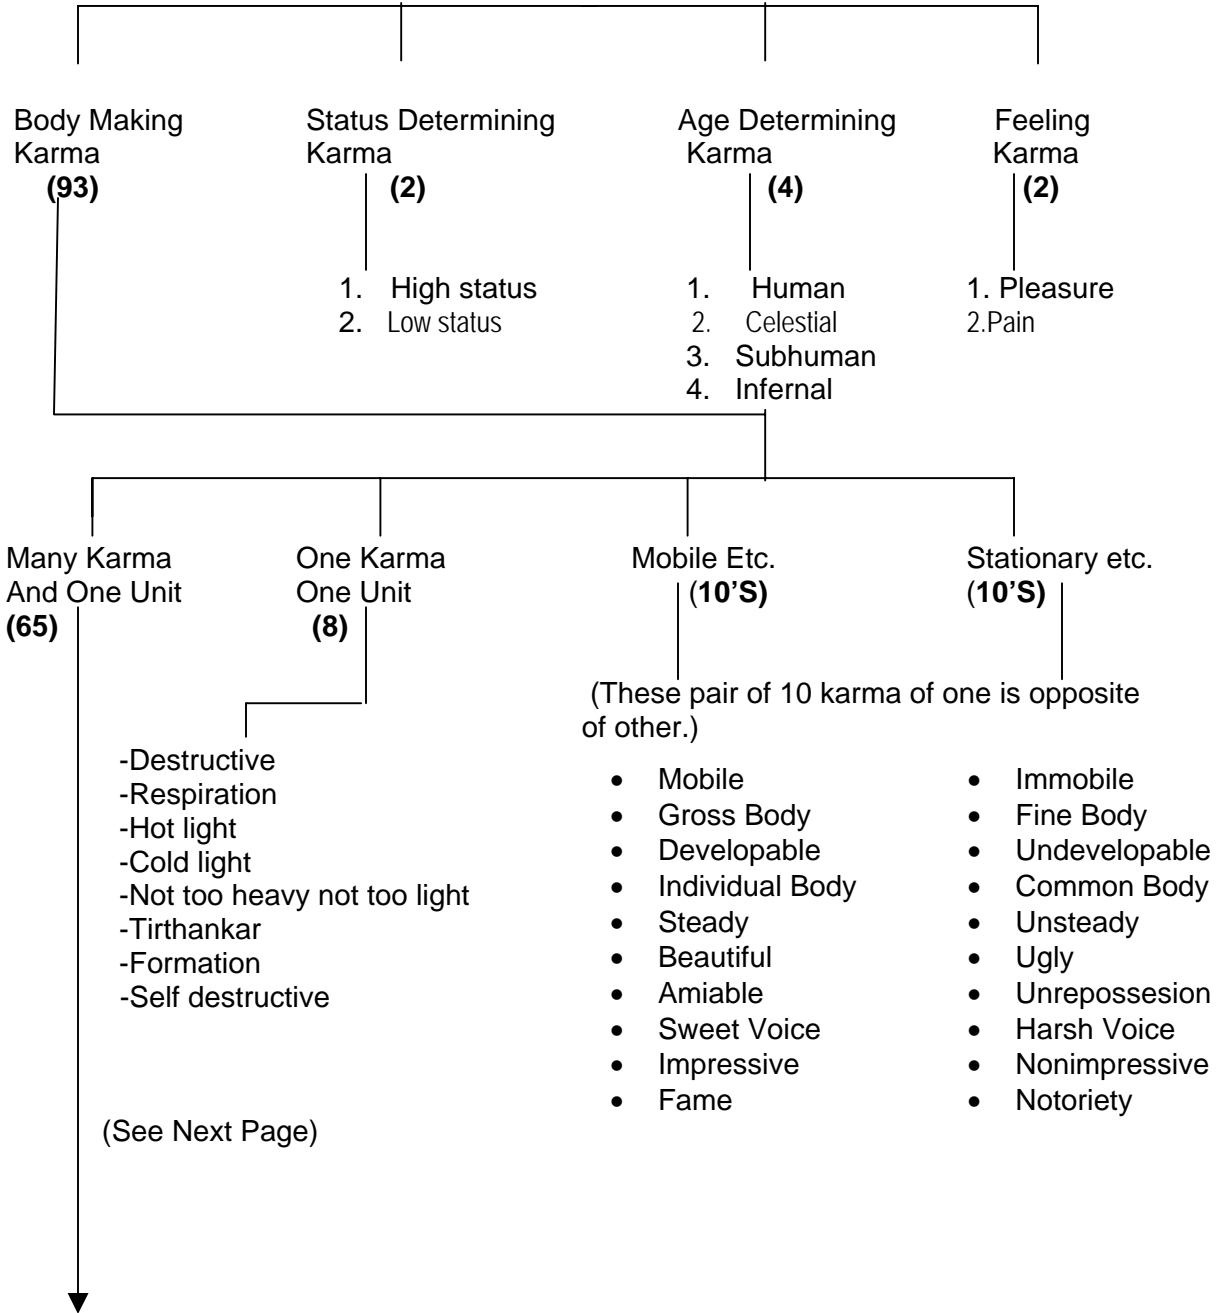 Body Making
Karma
(93)
Status Determining
Karma
(2)
Age Determining
Karma
(4)
Feeling
Karma
(2)
1. High status
2. Low status
1. Human
2. Celestial
3. Subhuman
4. Infernal
1. Pleasure
2.Pain
Many Karma
And One Unit
(65)
One Karma
One Unit
(8)
Mobile Etc.
(10’S)
Stationary etc.
(10’S)
(These pair of 10 karma of one is opposite
of other.)
-Destructive
-Respiration
-Hot light
-Cold light
-Not too heavy not too light
-Tirthankar
-Formation
-Self destructive
• Mobile
• Gross Body
• Developable
• Individual Body
• Steady
• Beautiful
• Amiable
• Sweet Voice
• Impressive
• Fame
• Immobile
• Fine Body
• Undevelopable
• Common Body
• Unsteady
• Ugly
• Unrepossesion
• Harsh Voice
• Nonimpressive
• Notoriety
(See Next Page)